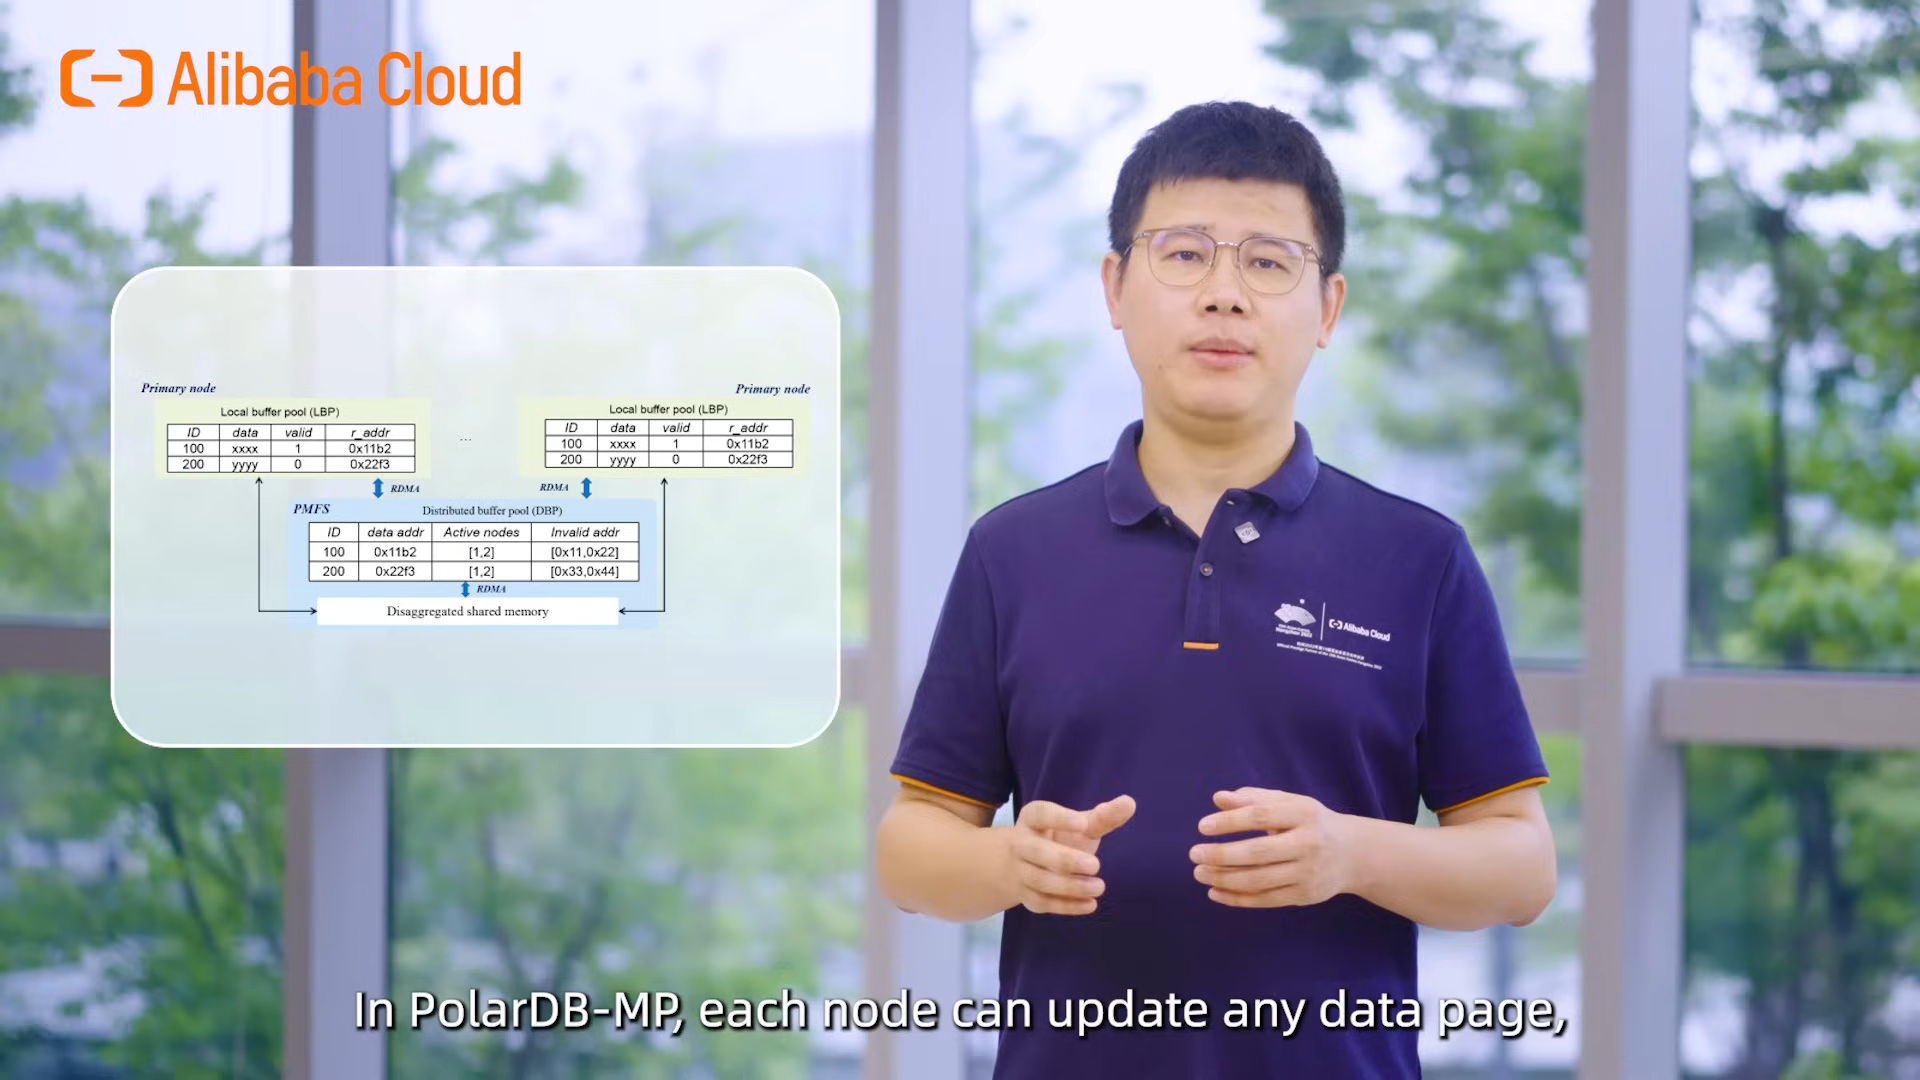 Alibaba Cloud
Primary node
Primary node
Local buffer pool (LBP)
ID data valid r_addr
100 xxxx 1 0x11b2
200 yyyy 0 0x22f3
...
Local buffer pool (LBP)
ID data valid r_addr
100 xxxx 1 0x11b2
200 yyyy 0 0x22f3
RDMA
RDMA
PMFS
Distributed buffer pool (DBP)
ID data addr Active nodes Invalid addr
100 0x11b2 [1,2] [0x11,0x22]
200 0x22f3 [1,2] [0x33,0x44]
RDMA
Disaggregated shared memory
Alibaba Cloud
In PolarDB-MP, each node can update any data page,